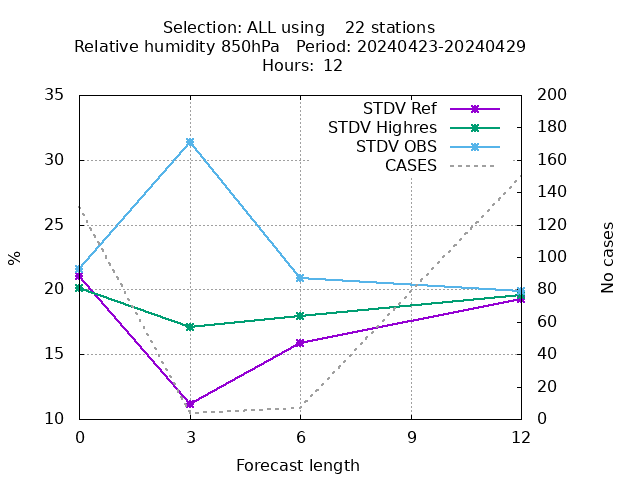 Selection: ALL using    22 stations
Relative humidity 850hPa   Period: 20240423-20240429
Hours:  12
35
30
25
20
15
10
200
180
160
140
120
100
80
60
40
20
0
%
No cases
STDV Ref
STDV Highres
STDV OBS
CASES
0
3
6
9
12
Forecast length